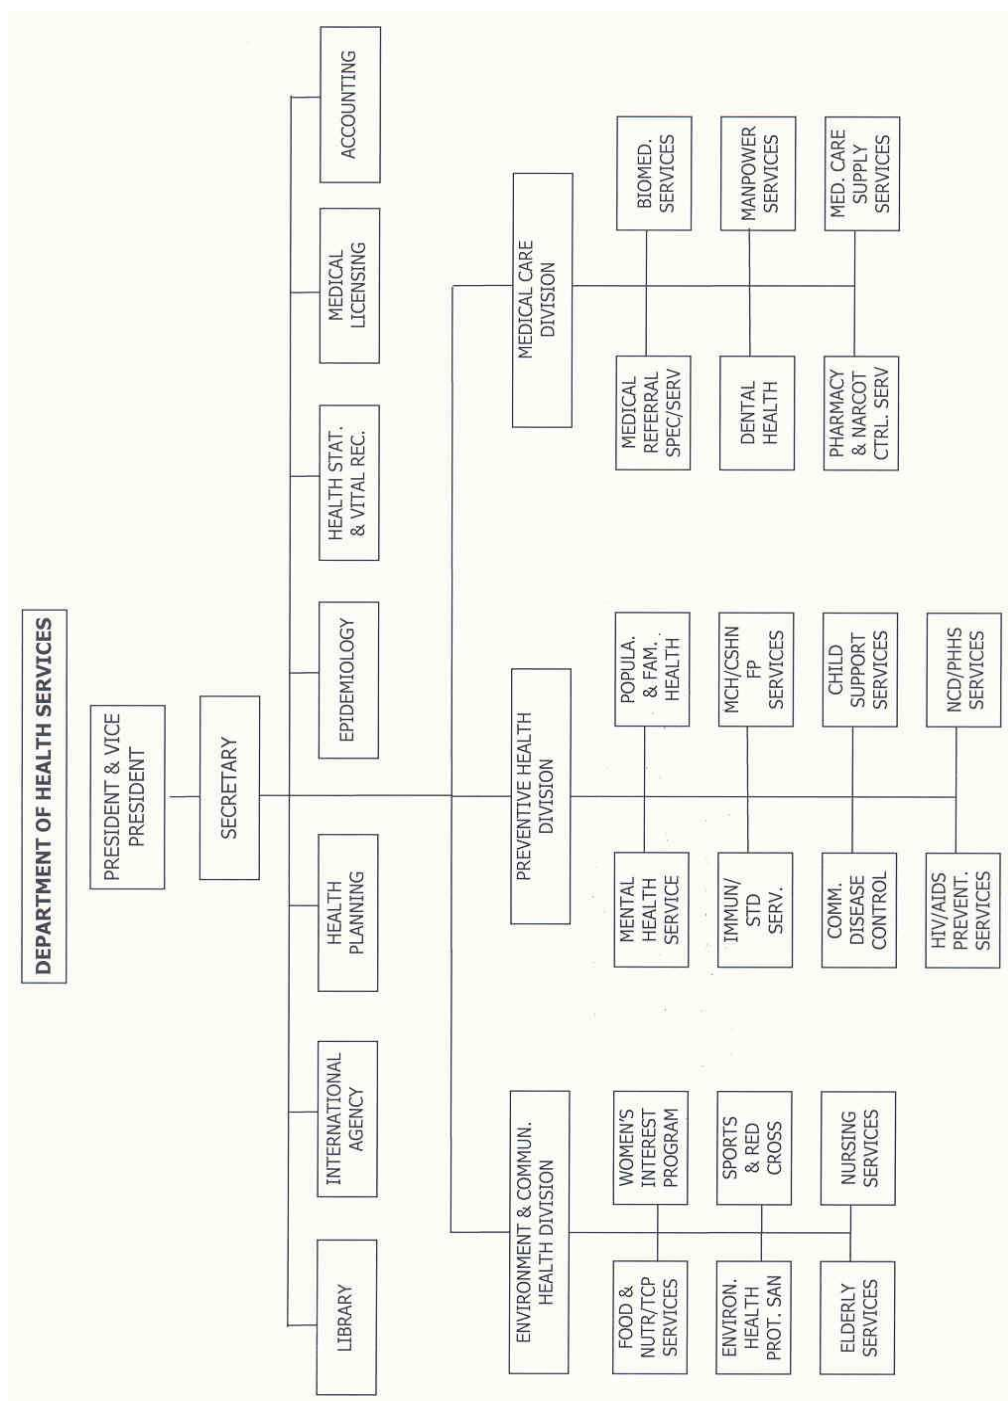 DEPARTMENT OF HEALTH SERVICES
PRESIDENT & VICE
PRESIDENT
SECRETARY
LIBRARY
INTERNATIONAL
AGENCY
HEALTH
PLANNING
EPIDEMIOLOGY
HEALTH STAT.
& VITAL REC.
MEDICAL
LICENSING
ACCOUNTING
ENVIRONMENT & COMMUN.
HEALTH DIVISION
PREVENTIVE HEALTH
DIVISION
MEDICAL CARE
DIVISION
FOOD &
NUTR/TCP
SERVICES
WOMEN'S
INTEREST
PROGRAM
MENTAL
HEALTH
SERVICE
POPULA.
& FAM.
HEALTH
MEDICAL
REFERRAL
SPEC/SERV
BIOMED.
SERVICES
ENVIRON.
HEALTH
PROT. SAN
SPORTS
& RED
CROSS
IMMUN/
STD
SERV.
MCH/CSHN
FP
SERVICES
DENTAL
HEALTH
MANPOWER
SERVICES
ELDERLY
SERVICES
NURSING
SERVICES
COMM.
DISEASE
CONTROL
CHILD
SUPPORT
SERVICES
PHARMACY
& NARCOT
CTRL. SERV
MED. CARE
SUPPLY
SERVICES
HIV/AIDS
PREVENT.
SERVICES
NCD/PHHS
SERVICES